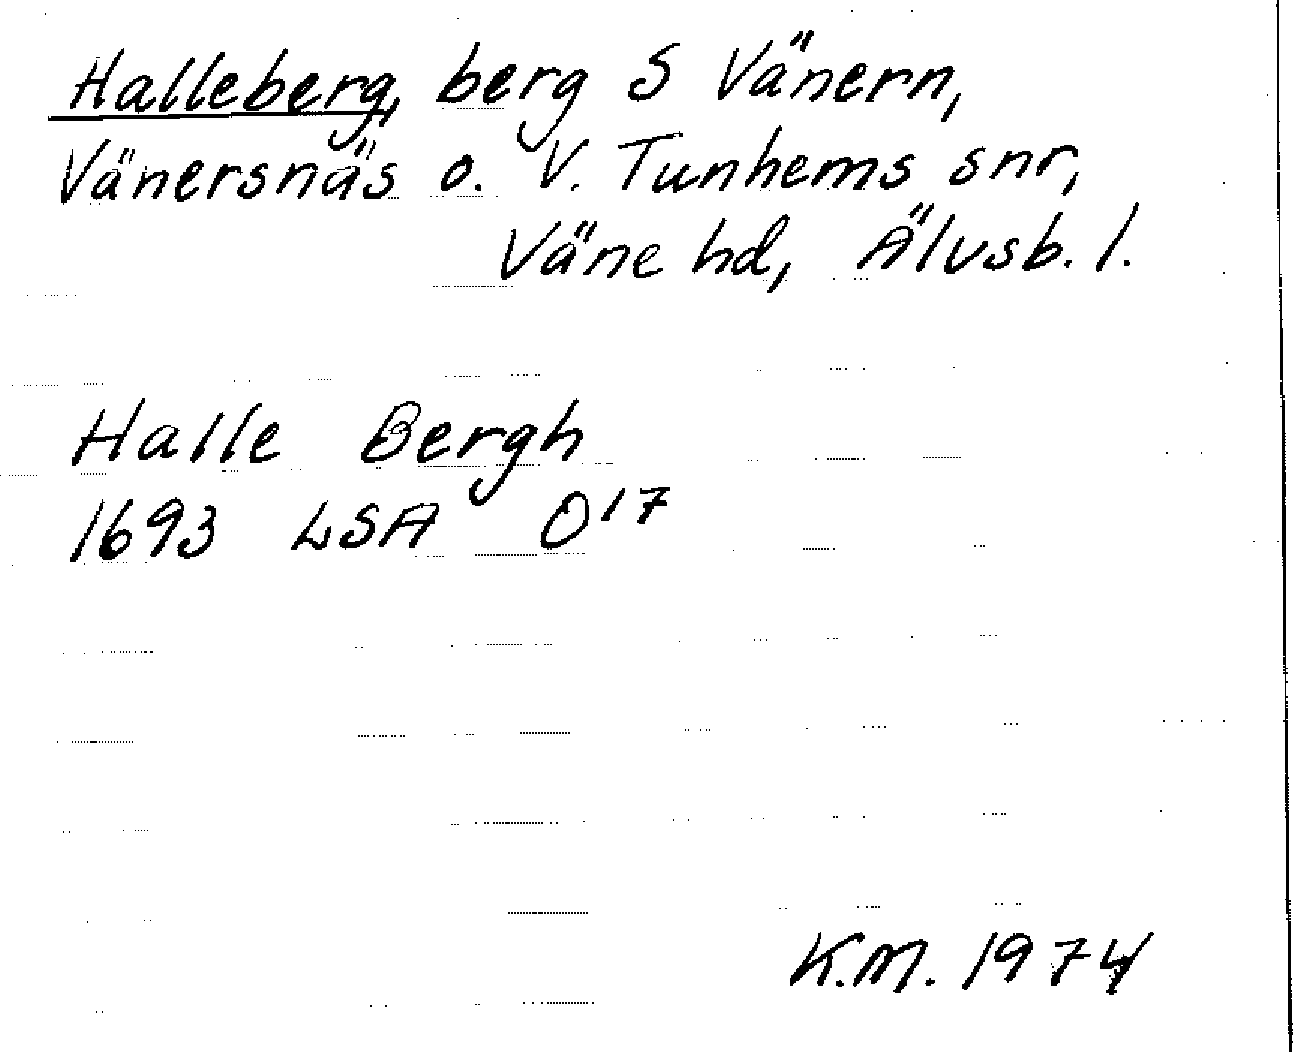 Halleberg, berg S Vänern,
Vänersnäs o. V. Tunhems snr,
Väne hd, Älvsb. l.
Halle Bergh
1693 LSA O17
K.M. 1974